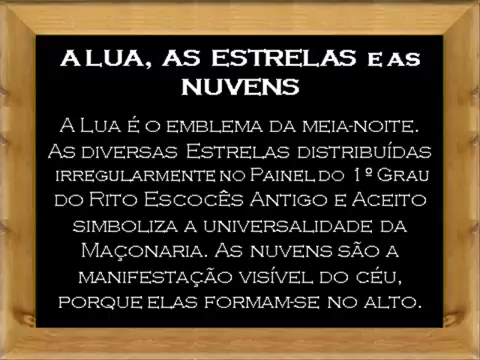 A LUA, AS ESTRELAS E AS
NUVENS
A LUA É O EMBLEMA DA MEIA-NOITE.
AS DIVERSAS ESTRELAS DISTRIBUÍDAS
IRREGULARMENTE NO PAINEL DO 1º GRAU
DO RITO ESCOCÊS ANTIGO E ACEITO
SIMBOLIZA A UNIVERSALIDADE DA
MAÇONARIA. AS NUVENS SÃO A
MANIFESTAÇÃO VISÍVEL DO CÉU,
PORQUE ELAS FORMAM-SE NO ALTO.